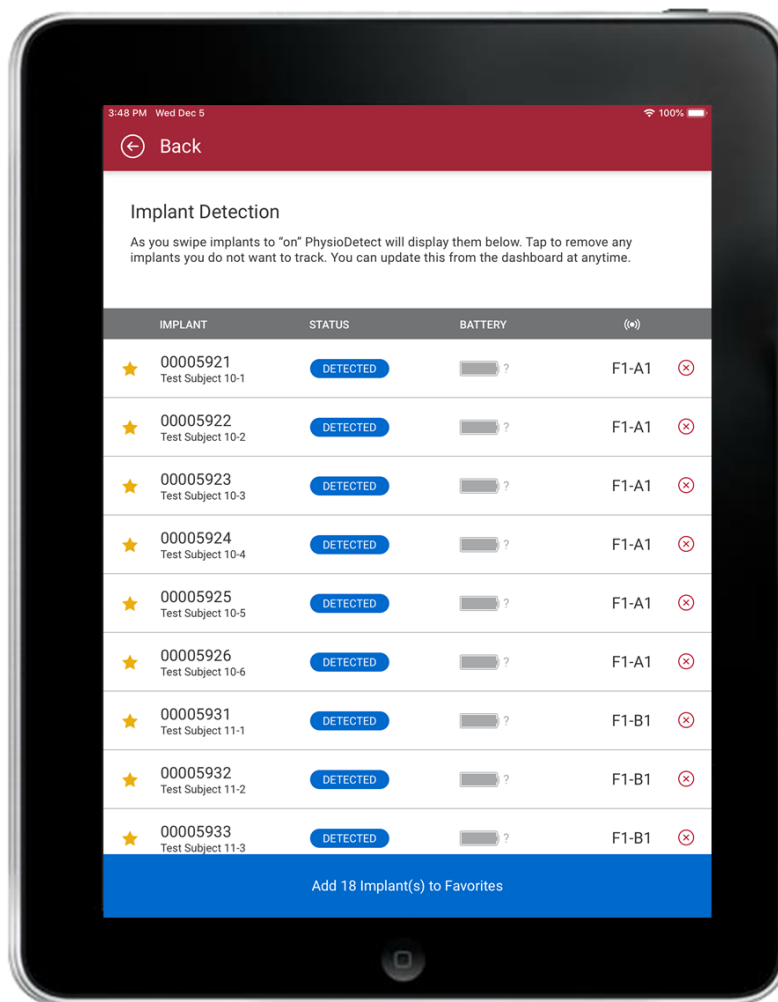 3:48 PM Wed Dec 5 100%
Back
Implant Detection
As you swipe implants to “on” PhysioDetect will display them below. Tap to remove any
implants you do not want to track. You can update this from the dashboard at anytime.
IMPLANT STATUS BATTERY
00005921
Test Subject 10-1
DETECTED ? F1-A1
00005922
Test Subject 10-2
DETECTED ? F1-A1
00005923
Test Subject 10-3
DETECTED ? F1-A1
00005924
Test Subject 10-4
DETECTED ? F1-A1
00005925
Test Subject 10-5
DETECTED ? F1-A1
00005926
Test Subject 10-6
DETECTED ? F1-A1
00005931
Test Subject 11-1
DETECTED ? F1-B1
00005932
Test Subject 11-2
DETECTED ? F1-B1
00005933
Test Subject 11-3
DETECTED ? F1-B1
Add 18 Implant(s) to Favorites